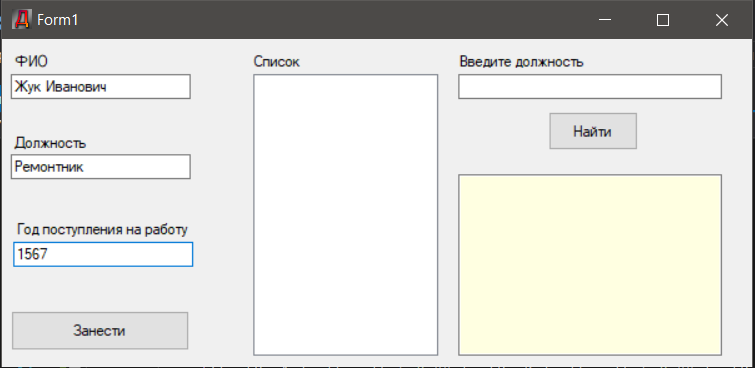 Form1
ФИО
Жук Иванович
Должность
Ремонтник
Год поступления на работу
1567
Занести
Список
Введите должность
Найти